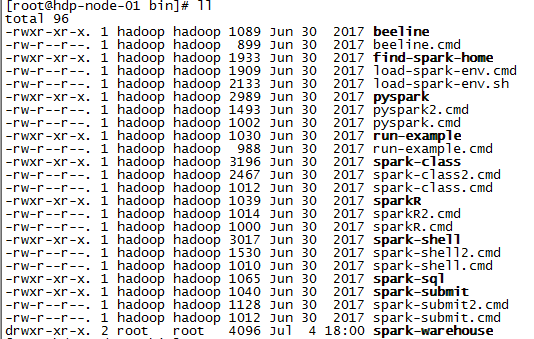 [root@hdp-node-01 bin]# ll
total 96
-rwxr-xr-x. 1 hadoop hadoop 1089 Jun 30  2017 beeline
-rw-r--r--. 1 hadoop hadoop  899 Jun 30  2017 beeline.cmd
-rwxr-xr-x. 1 hadoop hadoop 1933 Jun 30  2017 find-spark-home
-rw-r--r--. 1 hadoop hadoop 1909 Jun 30  2017 load-spark-env.cmd
-rw-r--r--. 1 hadoop hadoop 2133 Jun 30  2017 load-spark-env.sh
-rwxr-xr-x. 1 hadoop hadoop 2989 Jun 30  2017 pyspark
-rw-r--r--. 1 hadoop hadoop 1493 Jun 30  2017 pyspark2.cmd
-rw-r--r--. 1 hadoop hadoop 1002 Jun 30  2017 pyspark.cmd
-rwxr-xr-x. 1 hadoop hadoop 1030 Jun 30  2017 run-example
-rw-r--r--. 1 hadoop hadoop  988 Jun 30  2017 run-example.cmd
-rwxr-xr-x. 1 hadoop hadoop 3196 Jun 30  2017 spark-class
-rw-r--r--. 1 hadoop hadoop 2467 Jun 30  2017 spark-class2.cmd
-rw-r--r--. 1 hadoop hadoop 1012 Jun 30  2017 spark-class.cmd
-rwxr-xr-x. 1 hadoop hadoop 1039 Jun 30  2017 sparkR
-rw-r--r--. 1 hadoop hadoop 1014 Jun 30  2017 sparkR2.cmd
-rw-r--r--. 1 hadoop hadoop 1000 Jun 30  2017 sparkR.cmd
-rwxr-xr-x. 1 hadoop hadoop 3017 Jun 30  2017 spark-shell
-rw-r--r--. 1 hadoop hadoop 1530 Jun 30  2017 spark-shell2.cmd
-rw-r--r--. 1 hadoop hadoop 1010 Jun 30  2017 spark-shell.cmd
-rwxr-xr-x. 1 hadoop hadoop 1065 Jun 30  2017 spark-sql
-rwxr-xr-x. 1 hadoop hadoop 1040 Jun 30  2017 spark-submit
-rw-r--r--. 1 hadoop hadoop 1128 Jun 30  2017 spark-submit2.cmd
-rw-r--r--. 1 hadoop hadoop 1012 Jun 30  2017 spark-submit.cmd
drwxr-xr-x. 2 root   root   4096 Jul  4 18:00 spark-warehouse